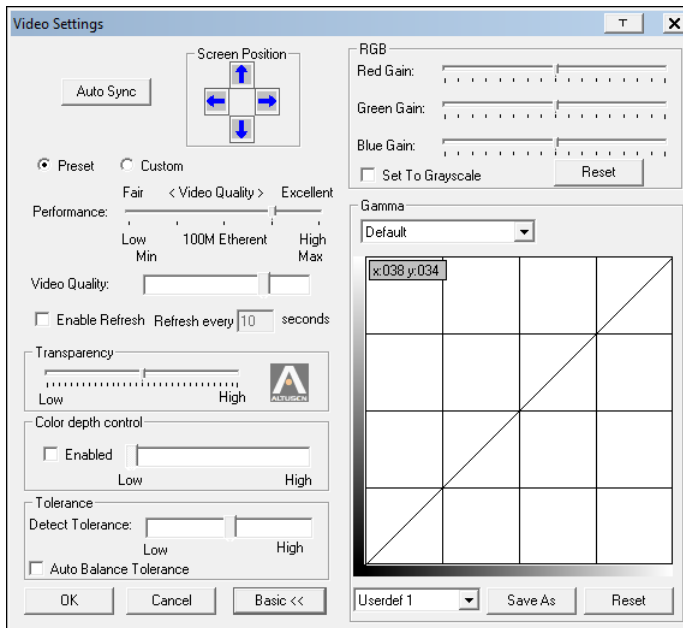 Video Settings
T
X
Auto Sync
Screen Position
Preset
Custom
Fair < Video Quality > Excellent
Performance:
Low 100M Etherent High
Min Max
Video Quality:
Enable Refresh Refresh every 10 seconds
Transparency
Low High
ALTUSEN
Color depth control
Enabled
Low High
Tolerance
Detect Tolerance:
Low High
Auto Balance Tolerance
OK Cancel Basic <<
RGB
Red Gain:
Green Gain:
Blue Gain:
Set To Grayscale Reset
Gamma
Default
x:038 y:034
Userdef 1 Save As Reset